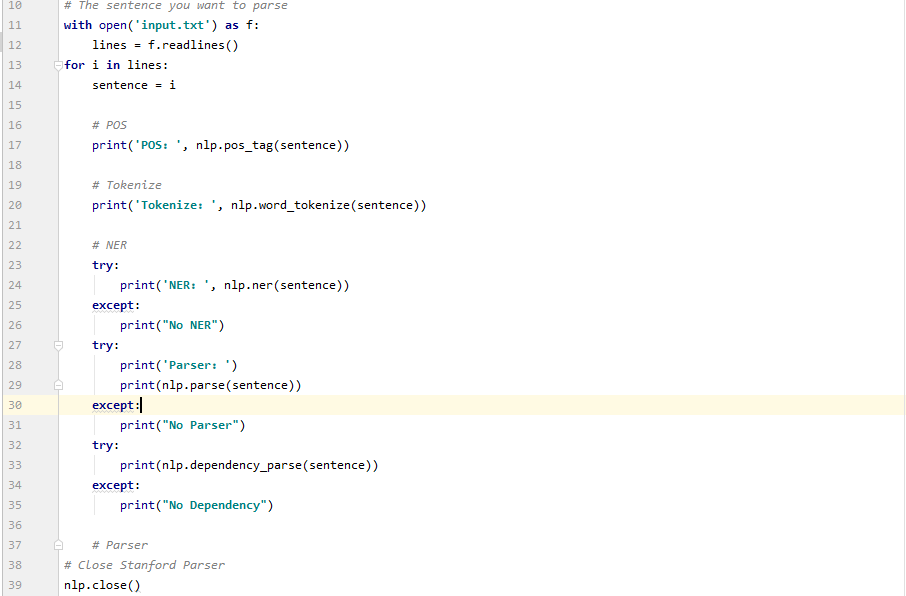 10 # The sentence you want to parse
11 with open('input.txt') as f:
12     lines = f.readlines()
13 for i in lines:
14     sentence = i
15
16     # POS
17     print('POS: ', nlp.pos_tag(sentence))
18
19     # Tokenize
20     print('Tokenize: ', nlp.word_tokenize(sentence))
21
22     # NER
23     try:
24         print('NER: ', nlp.ner(sentence))
25     except:
26         print("No NER")
27     try:
28         print('Parser: ')
29         print(nlp.parse(sentence))
30     except:
31         print("No Parser")
32     try:
33         print(nlp.dependency_parse(sentence))
34     except:
35         print("No Dependency")
36
37     # Parser
38 # Close Stanford Parser
39 nlp.close()